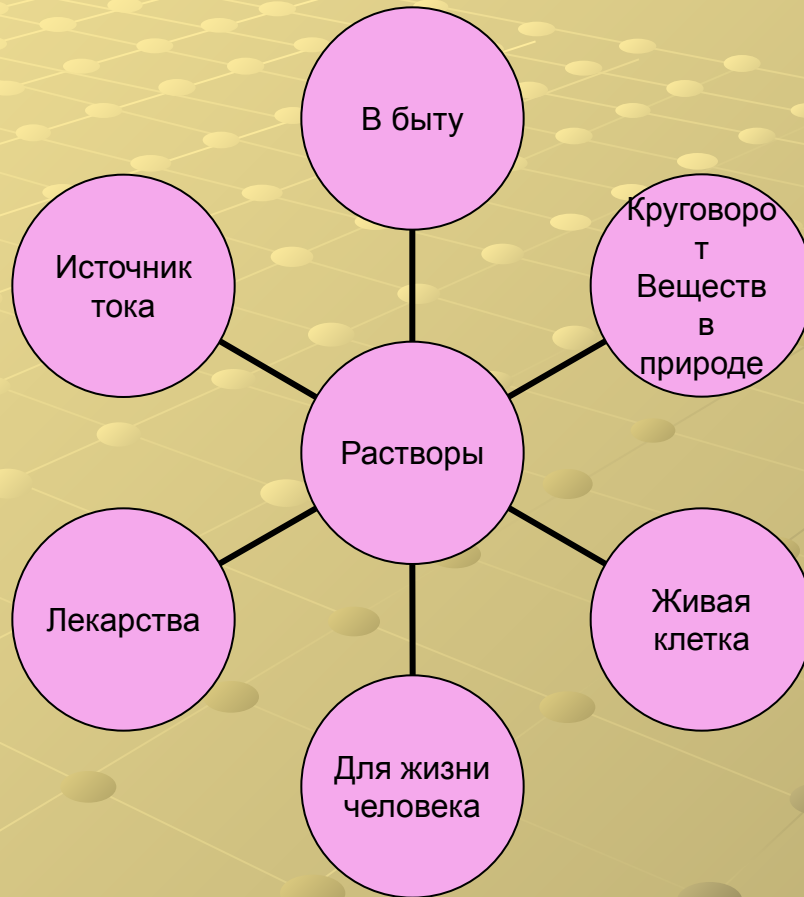 В быту
Круговоро
т
Веществ
в
природе
Источник
тока
Растворы
Лекарства
Живая
клетка
Для жизни
человека